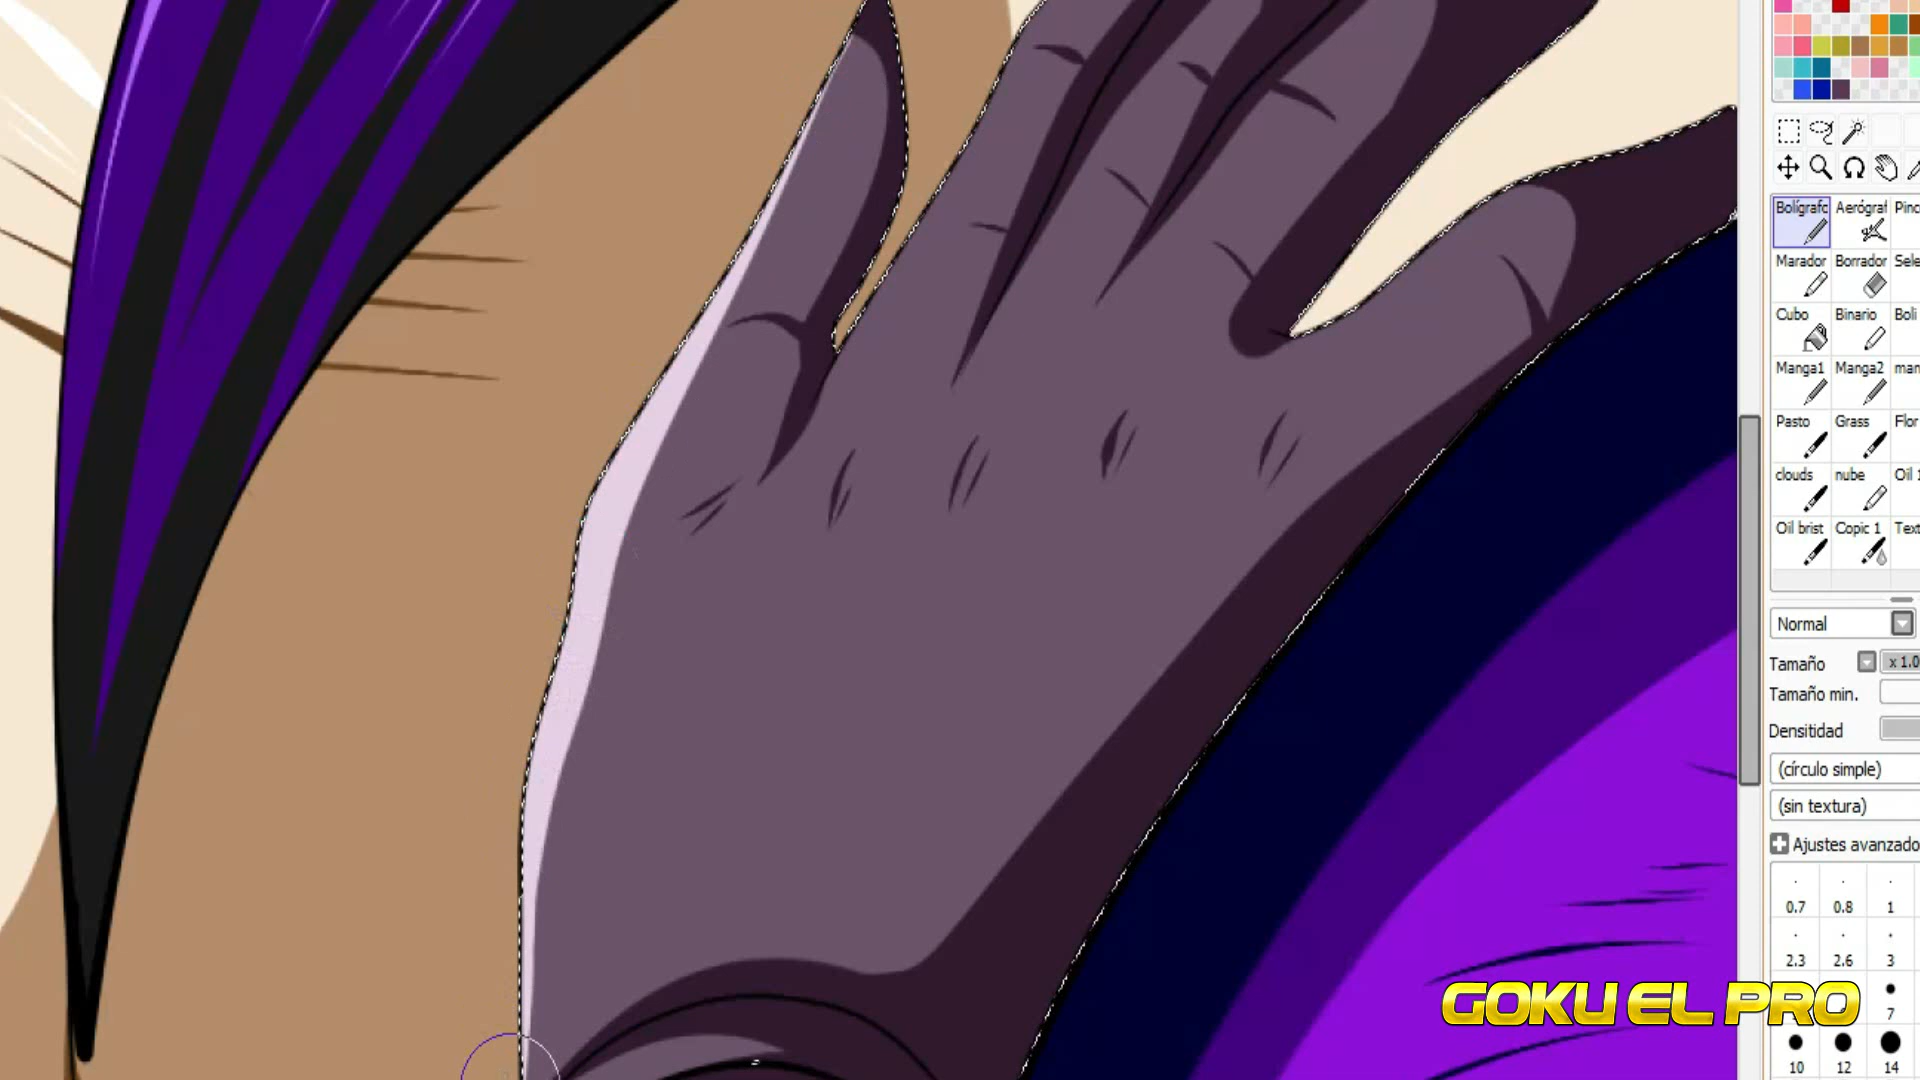 Bolígrafc Aerógraf Pinc
Marador Borrador Sele
Cubo Binario Boli
Manga1 Manga2 man
Pasto Grass Flor
clouds nube Oil 1
Oil brist Copic 1 Text
Normal
Tamaño x 1.0
Tamaño min.
Densitidad
(círculo simple)
(sin textura)
Ajustes avanzado
0.7 0.8 1
2.3 2.6 3
GOKU EL PRO
7
10 12 14